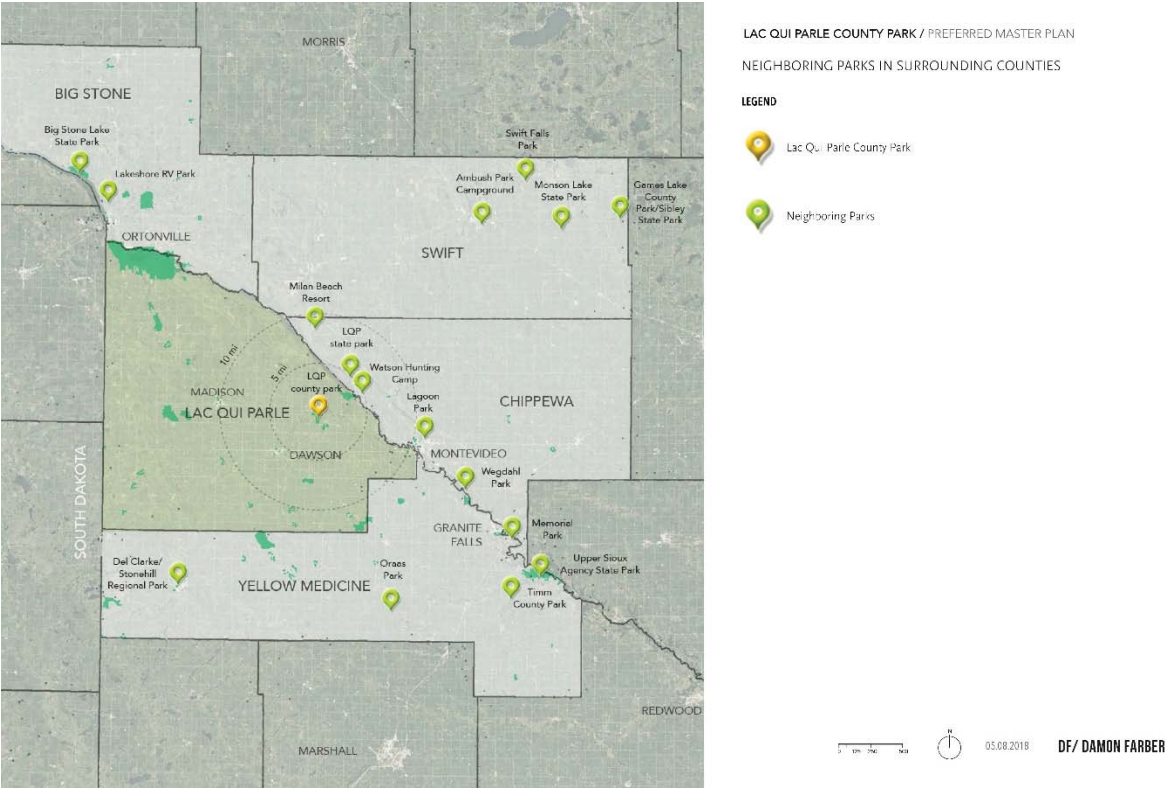 MORRIS
BIG STONE
Big Stone Lake
State Park
Lakeshore RV Park
ORTONVILLE
Swift Falls
Park
Ambush Park
Campground
Monson Lake
State Park
Games Lake
County
Park/Sibley
State Park
SWIFT
Milan Beach
Resort
LQP
state park
10 mi
5 mi
LQP
county park
Watson Hunting
Camp
MADISON
LAC QUI PARLE
Lagoon
Park
CHIPPEWA
DAWSON
MONTEVIDEO
Wegdahl
Park
SOUTH DAKOTA
GRANITE
FALLS
Memorial
Park
Del Clarke/
Stonehill
Regional Park
YELLOW MEDICINE
Oraas
Park
Upper Sioux
Agency State Park
Timm
County Park
REDWOOD
MARSHALL
LAC QUI PARLE COUNTY PARK / PREFERRED MASTER PLAN
NEIGHBORING PARKS IN SURROUNDING COUNTIES
LEGEND
Lac Qui Parle County Park
Neighboring Parks
0 125 250 500
N
05.08.2018
DF/ DAMON FARBER